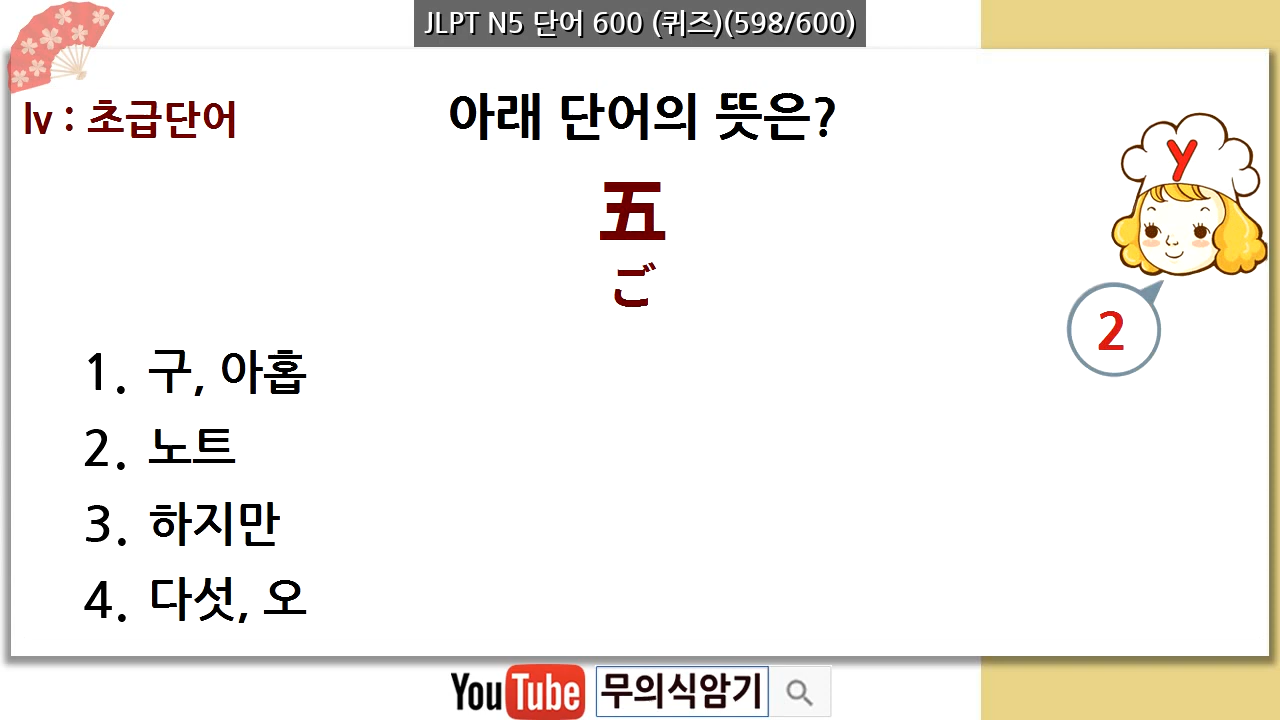 JLPT N5 단어 600 (퀴즈)(598/600)
lv : 초급단어
아래 단어의 뜻은?
五
ご
Y
2
1. 구, 아홉
2. 노트
3. 하지만
4. 다섯, 오
YouTube 무의식암기